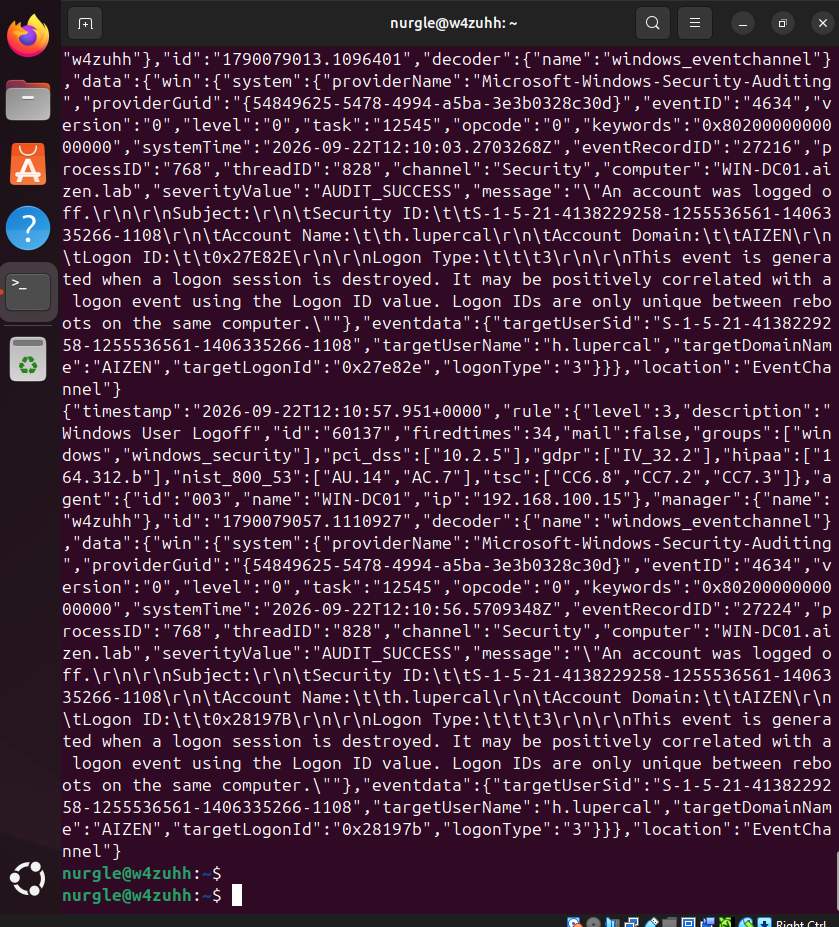 nurgle@w4zuhh: ~
"w4zuhh"},"id":"1790079013.1096401","decoder":{"name":"windows_eventchannel"}
,"data":{"win":{"system":{"providerName":"Microsoft-Windows-Security-Auditing
","providerGuid":"{54849625-5478-4994-a5ba-3e3b0328c30d}","eventID":"4634","v
ersion":"0","level":"0","task":"12545","opcode":"0","keywords":"0x80200000000
00000","systemTime":"2026-09-22T12:10:03.2703268Z","eventRecordID":"27216","p
rocessID":"768","threadID":"828","channel":"Security","computer":"WIN-DC01.ai
zen.lab","severityValue":"AUDIT_SUCCESS","message":"\"An account was logged o
ff.\r\n\r\nSubject:\r\n\tSecurity ID:\t\tS-1-5-21-4138229258-1255536561-14063
35266-1108\r\n\tAccount Name:\t\th.lupercal\r\n\tAccount Domain:\t\tAIZEN\r\n
\tLogon ID:\t\t0x27E82E\r\n\r\nLogon Type:\t\t\t3\r\n\r\nThis event is genera
ted when a logon session is destroyed. It may be positively correlated with a
 logon event using the Logon ID value. Logon IDs are only unique between rebo
ots on the same computer.\""},"eventdata":{"targetUserSid":"S-1-5-21-41382292
58-1255536561-1406335266-1108","targetUserName":"h.lupercal","targetDomainNam
e":"AIZEN","targetLogonId":"0x27e82e","logonType":"3"}}},"location":"EventCha
nnel"}
{"timestamp":"2026-09-22T12:10:57.951+0000","rule":{"level":3,"description":"
Windows User Logoff","id":"60137","firedtimes":34,"mail":false,"groups":["win
dows","windows_security"],"pci_dss":["10.2.5"],"gdpr":["IV_32.2"],"hipaa":["1
64.312.b"],"nist_800_53":["AU.14","AC.7"],"tsc":["CC6.8","CC7.2","CC7.3"]},"a
gent":{"id":"003","name":"WIN-DC01","ip":"192.168.100.15"},"manager":{"name":
"w4zuhh"},"id":"1790079057.1110927","decoder":{"name":"windows_eventchannel"}
,"data":{"win":{"system":{"providerName":"Microsoft-Windows-Security-Auditing
","providerGuid":"{54849625-5478-4994-a5ba-3e3b0328c30d}","eventID":"4634","v
ersion":"0","level":"0","task":"12545","opcode":"0","keywords":"0x80200000000
00000","systemTime":"2026-09-22T12:10:56.5709348Z","eventRecordID":"27224","p
rocessID":"768","threadID":"828","channel":"Security","computer":"WIN-DC01.ai
zen.lab","severityValue":"AUDIT_SUCCESS","message":"\"An account was logged o
ff.\r\n\r\nSubject:\r\n\tSecurity ID:\t\tS-1-5-21-4138229258-1255536561-14063
35266-1108\r\n\tAccount Name:\t\th.lupercal\r\n\tAccount Domain:\t\tAIZEN\r\n
\tLogon ID:\t\t0x28197B\r\n\r\nLogon Type:\t\t\t3\r\n\r\nThis event is genera
ted when a logon session is destroyed. It may be positively correlated with a
 logon event using the Logon ID value. Logon IDs are only unique between rebo
ots on the same computer.\""},"eventdata":{"targetUserSid":"S-1-5-21-41382292
58-1255536561-1406335266-1108","targetUserName":"h.lupercal","targetDomainNam
e":"AIZEN","targetLogonId":"0x28197b","logonType":"3"}}},"location":"EventCha
nnel"}
nurgle@w4zuhh:~$
nurgle@w4zuhh:~$
Right Ctrl